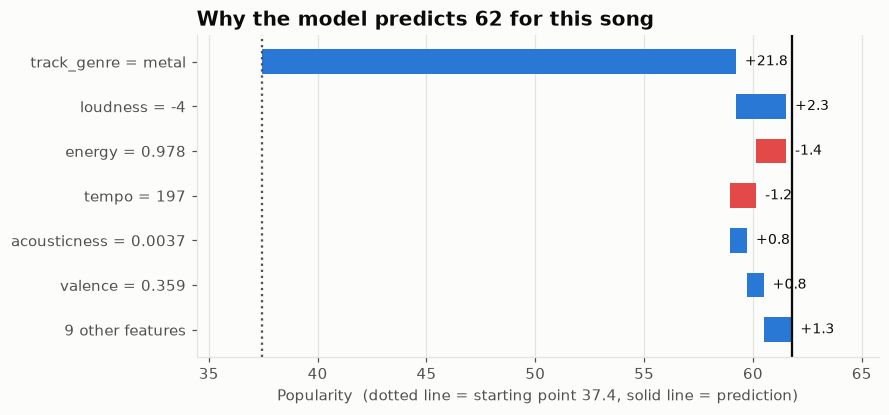 Why the model predicts 62 for this song
track_genre = metal
+21.8
loudness = -4
+2.3
energy = 0.978
-1.4
tempo = 197
-1.2
acousticness = 0.0037
+0.8
valence = 0.359
+0.8
9 other features
+1.3
35 40 45 50 55 60 65
Popularity (dotted line = starting point 37.4, solid line = prediction)